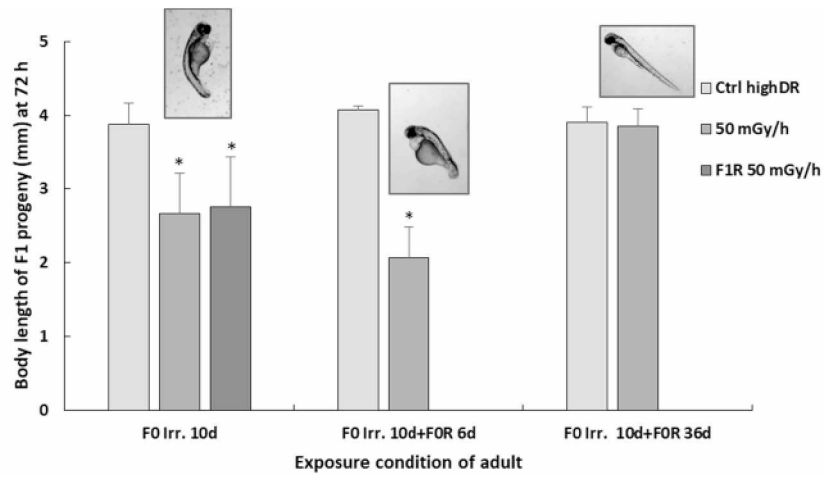 Body length of F1 progeny (mm) at 72 h
5
4
3
2
1
0
*
*
*
Ctrl highDR
50 mGy/h
F1R 50 mGy/h
F0 Irr. 10d
F0 Irr. 10d+F0R 6d
F0 Irr. 10d+F0R 36d
Exposure condition of adult